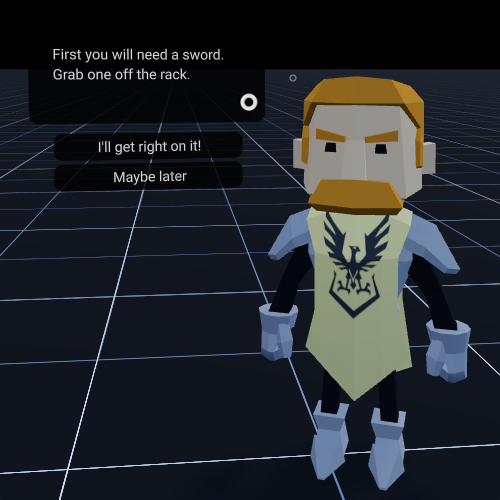 First you will need a sword.
Grab one off the rack.
I'll get right on it!
Maybe later